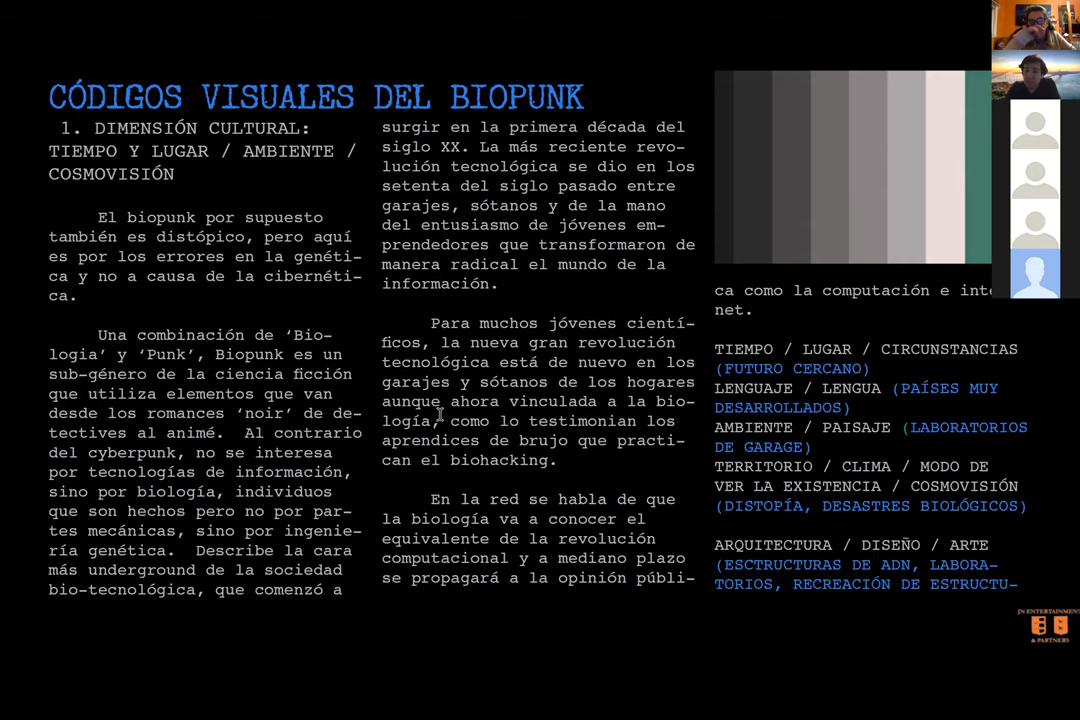 CÓDIGOS VISUALES DEL BIOPUNK
1. DIMENSIÓN CULTURAL:
TIEMPO Y LUGAR / AMBIENTE /
COSMOVISIÓN
El biopunk por supuesto
también es distópico, pero aquí
es por los errores en la genéti-
ca y no a causa de la cibernéti-
ca.
Una combinación de ‘Bio-
logia’ y ‘Punk’, Biopunk es un
sub-género de la ciencia ficción
que utiliza elementos que van
desde los romances ‘noir’ de de-
tectives al animé.  Al contrario
del cyberpunk, no se interesa
por tecnologías de información,
sino por biología, individuos
que son hechos pero no por par-
tes mecánicas, sino por ingenie-
ría genética.  Describe la cara
más underground de la sociedad
bio-tecnológica, que comenzó a
surgir en la primera década del
siglo XX. La más reciente revo-
lución tecnológica se dio en los
setenta del siglo pasado entre
garajes, sótanos y de la mano
del entusiasmo de jóvenes em-
prendedores que transformaron de
manera radical el mundo de la
información.
Para muchos jóvenes cientí-
ficos, la nueva gran revolución
tecnológica está de nuevo en los
garajes y sótanos de los hogares
aunque ahora vinculada a la bio-
logía, como lo testimonian los
aprendices de brujo que practi-
can el biohacking.
En la red se habla de que
la biología va a conocer el
equivalente de la revolución
computacional y a mediano plazo
se propagará a la opinión públi-
ca como la computación e inte
net.
TIEMPO / LUGAR / CIRCUNSTANCIAS
(FUTURO CERCANO)
LENGUAJE / LENGUA (PAÍSES MUY
DESARROLLADOS)
AMBIENTE / PAISAJE (LABORATORIOS
DE GARAGE)
TERRITORIO / CLIMA / MODO DE
VER LA EXISTENCIA / COSMOVISIÓN
(DISTOPÍA, DESASTRES BIOLÓGICOS)
ARQUITECTURA / DISEÑO / ARTE
(ESCTRUCTURAS DE ADN, LABORA-
TORIOS, RECREACIÓN DE ESTRUCTU-
JN ENTERTAINMENT
& PARTNERS